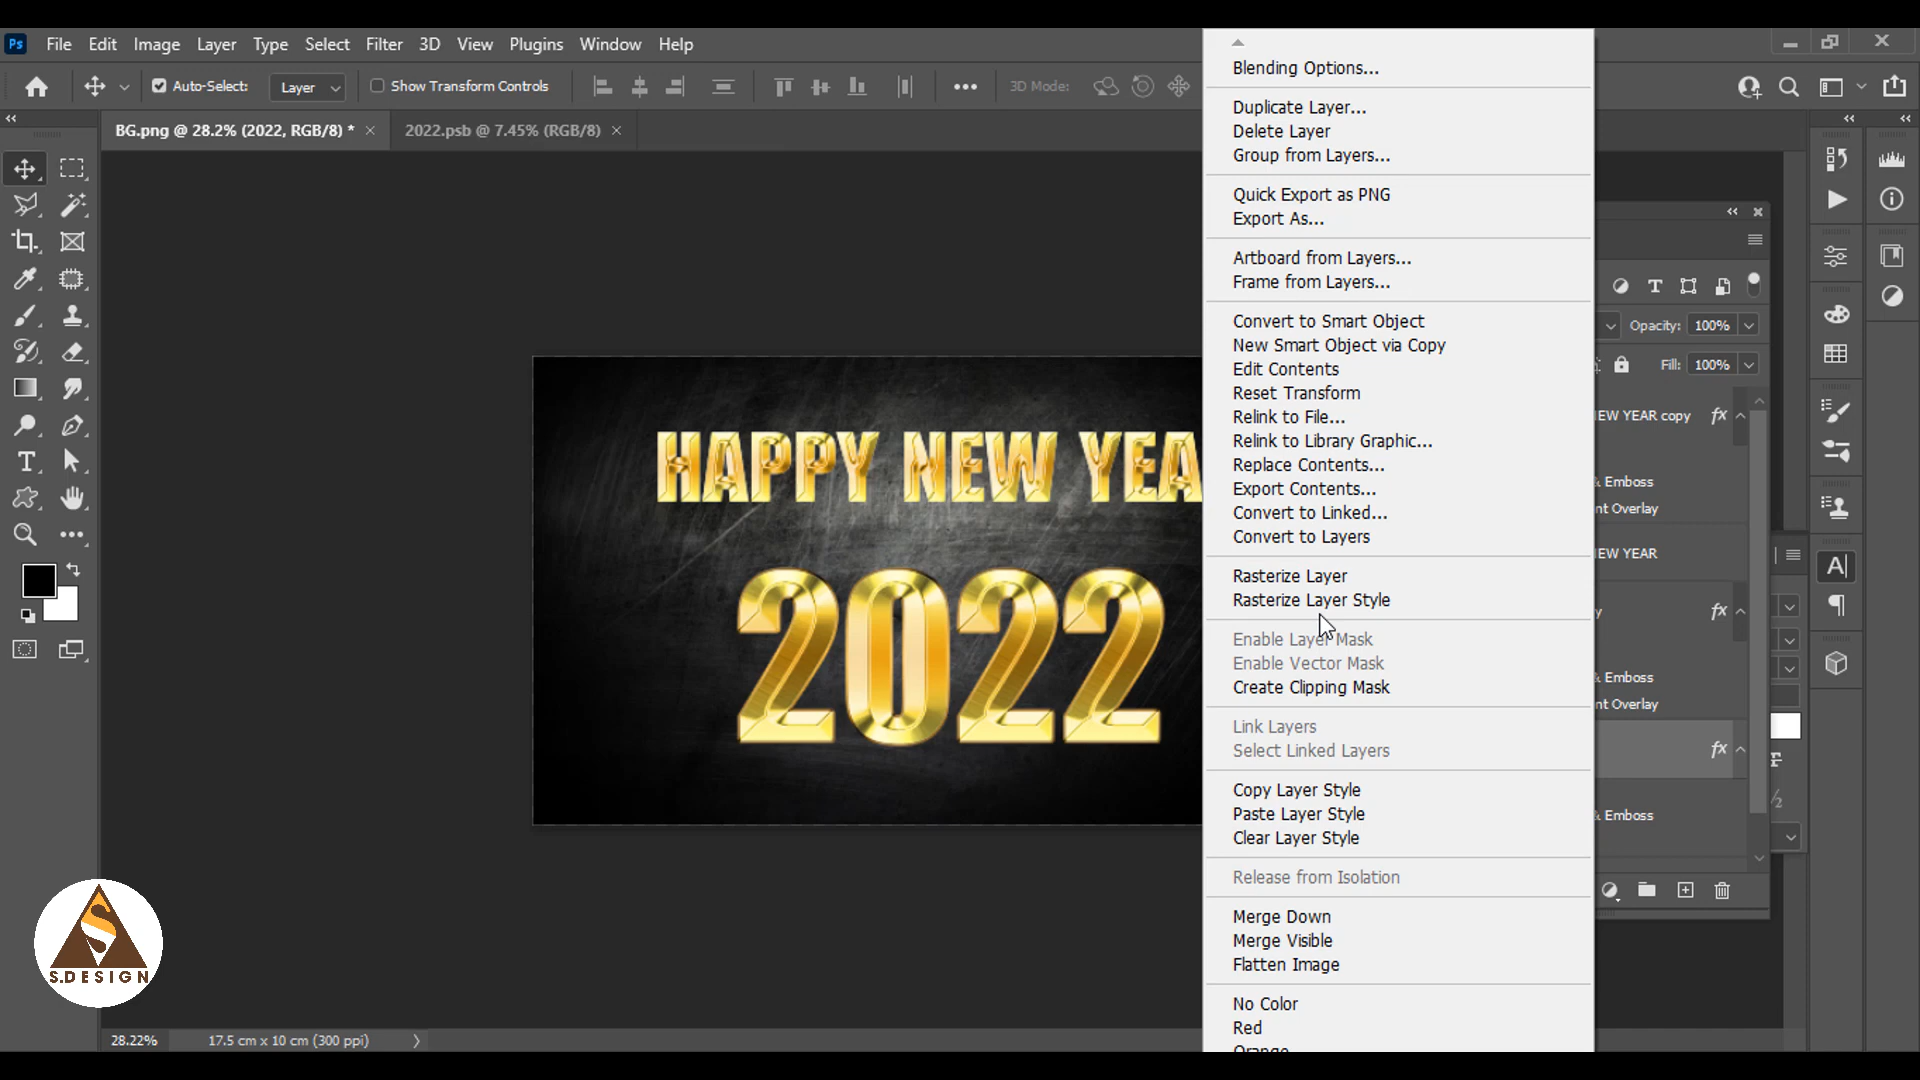 Ps File Edit Image Layer Type Select Filter 3D View Plugins Window Help
Auto-Select: Layer Show Transform Controls 3D Mode:
BG.png @ 28.2% (2022, RGB/8) * 2022.psb @ 7.45% (RGB/8)
HAPPY NEW YEA
2022
S.DESIGN
28.22% 17.5 cm x 10 cm (300 ppi)
Blending Options...
Duplicate Layer...
Delete Layer
Group from Layers...
Quick Export as PNG
Export As...
Artboard from Layers...
Frame from Layers...
Convert to Smart Object
New Smart Object via Copy
Edit Contents
Reset Transform
Relink to File...
Relink to Library Graphic...
Replace Contents...
Export Contents...
Convert to Linked...
Convert to Layers
Rasterize Layer
Rasterize Layer Style
Enable Layer Mask
Enable Vector Mask
Create Clipping Mask
Link Layers
Select Linked Layers
Copy Layer Style
Paste Layer Style
Clear Layer Style
Release from Isolation
Merge Down
Merge Visible
Flatten Image
No Color
Red
Orange
Opacity: 100%
Fill: 100%
EW YEAR copy fx
& Emboss
nt Overlay
EW YEAR
y fx
& Emboss
nt Overlay
fx
& Emboss